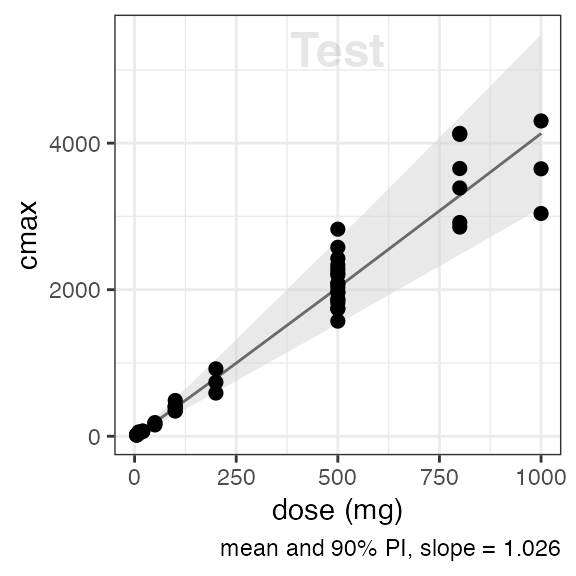 Test
4000
2000
0
cmax
0 250 500 750 1000
dose (mg)
mean and 90% PI, slope = 1.026